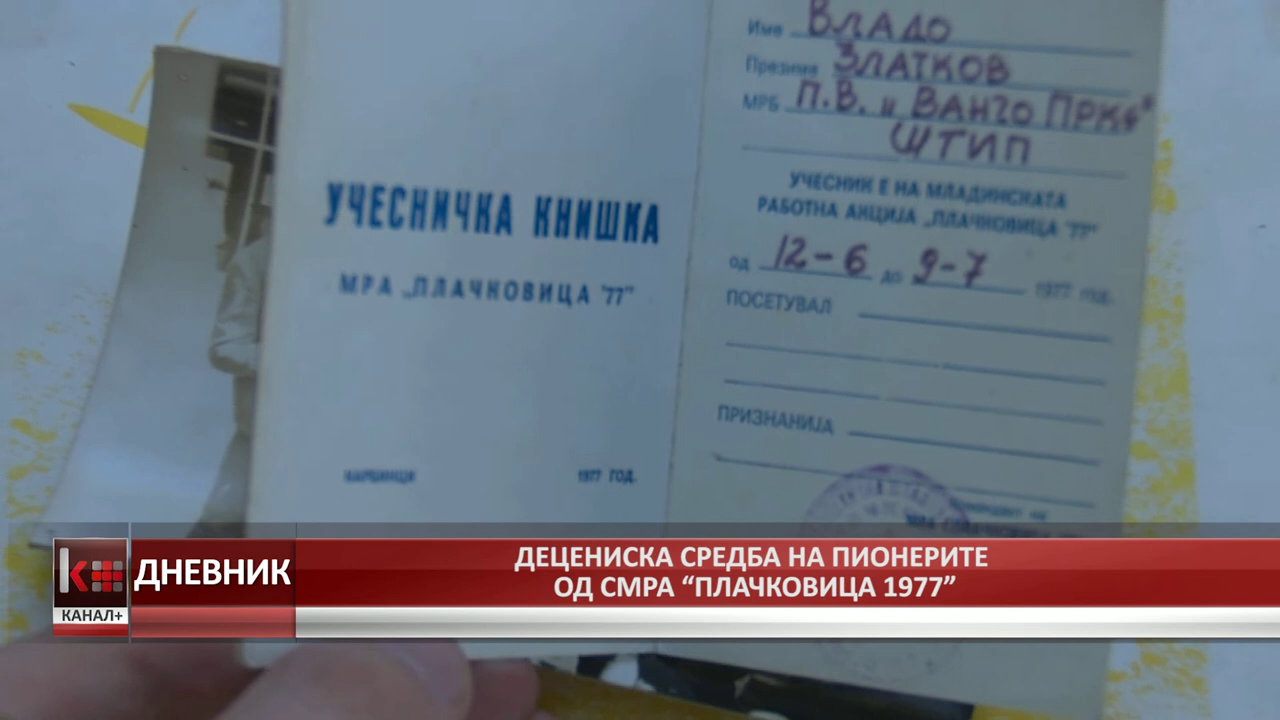 УЧЕСНИЧКА КНИШКА
МРА „ПЛАЧКОВИЦА '77”
КАРБИНЦИ 1977 ГОД.
Име ВЛАДО
Презиме ЗЛАТКОВ
МРБ П.В. и ВАНЧО ПРКЕ"
ШТИП
УЧЕСНИК Е НА МЛАДИНСКАТА
РАБОТНА АКЦИЈА „ПЛАЧКОВИЦА '77”
од 12-6 до 9-7 1977 год.
ПОСЕТУВАЛ
ПРИЗНАНИЈА
МРА
К
КАНАЛ+
ДНЕВНИК
ДЕЦЕНИСКА СРЕДБА НА ПИОНЕРИТЕ
ОД СМРА “ПЛАЧКОВИЦА 1977”